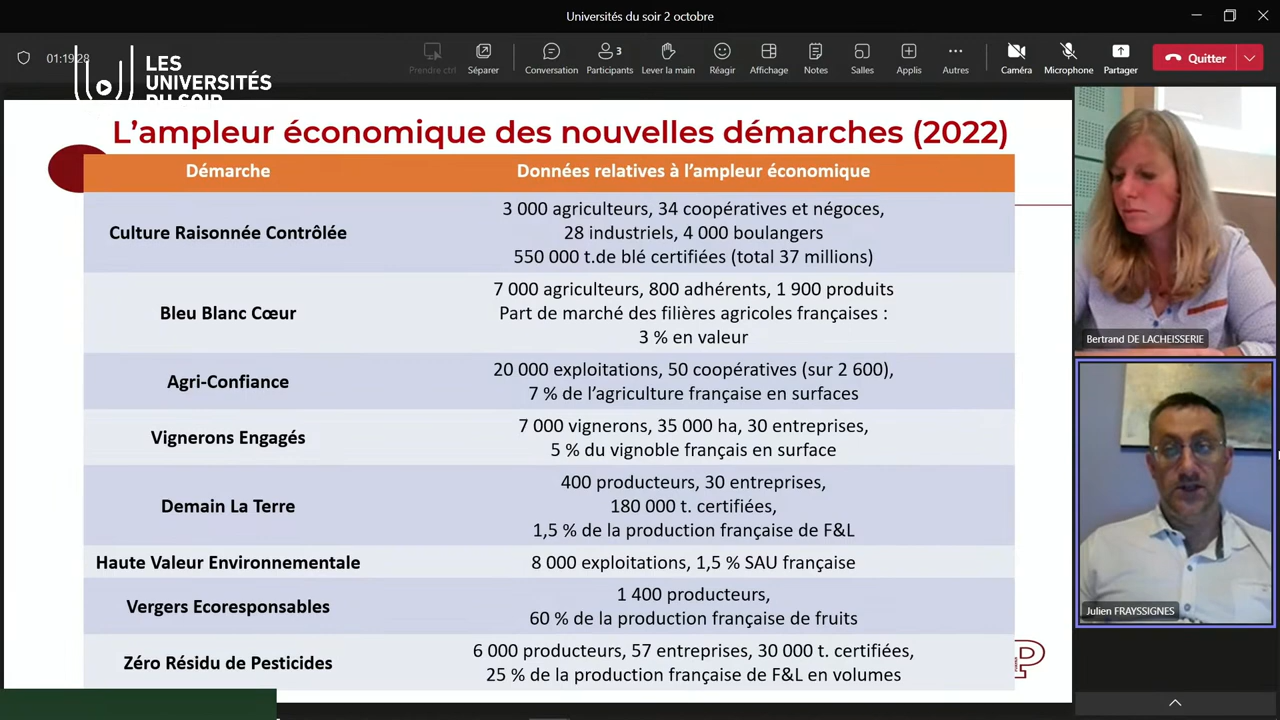 Universités du soir 2 octobre
01:19:28
Prendre ctrl
Séparer
Conversation
3
Participants
Lever la main
Réagir
Affichage
Notes
Salles
Applis
Autres
Caméra
Microphone
Partager
Quitter
LES
UNIVERSITÉS
DU SOIR
L'ampleur économique des nouvelles démarches (2022)
Démarche
Données relatives à l'ampleur économique
Culture Raisonnée Contrôlée
3 000 agriculteurs, 34 coopératives et négoces,
28 industriels, 4 000 boulangers
550 000 t.de blé certifiées (total 37 millions)
Bleu Blanc Cœur
7 000 agriculteurs, 800 adhérents, 1 900 produits
Part de marché des filières agricoles françaises :
3 % en valeur
Agri-Confiance
20 000 exploitations, 50 coopératives (sur 2 600),
7 % de l'agriculture française en surfaces
Vignerons Engagés
7 000 vignerons, 35 000 ha, 30 entreprises,
5 % du vignoble français en surface
Demain La Terre
400 producteurs, 30 entreprises,
180 000 t. certifiées,
1,5 % de la production française de F&L
Haute Valeur Environnementale
8 000 exploitations, 1,5 % SAU française
Vergers Ecoresponsables
1 400 producteurs,
60 % de la production française de fruits
Zéro Résidu de Pesticides
6 000 producteurs, 57 entreprises, 30 000 t. certifiées,
25 % de la production française de F&L en volumes
Bertrand DE LACHEISSERIE
Julien FRAYSSIGNES